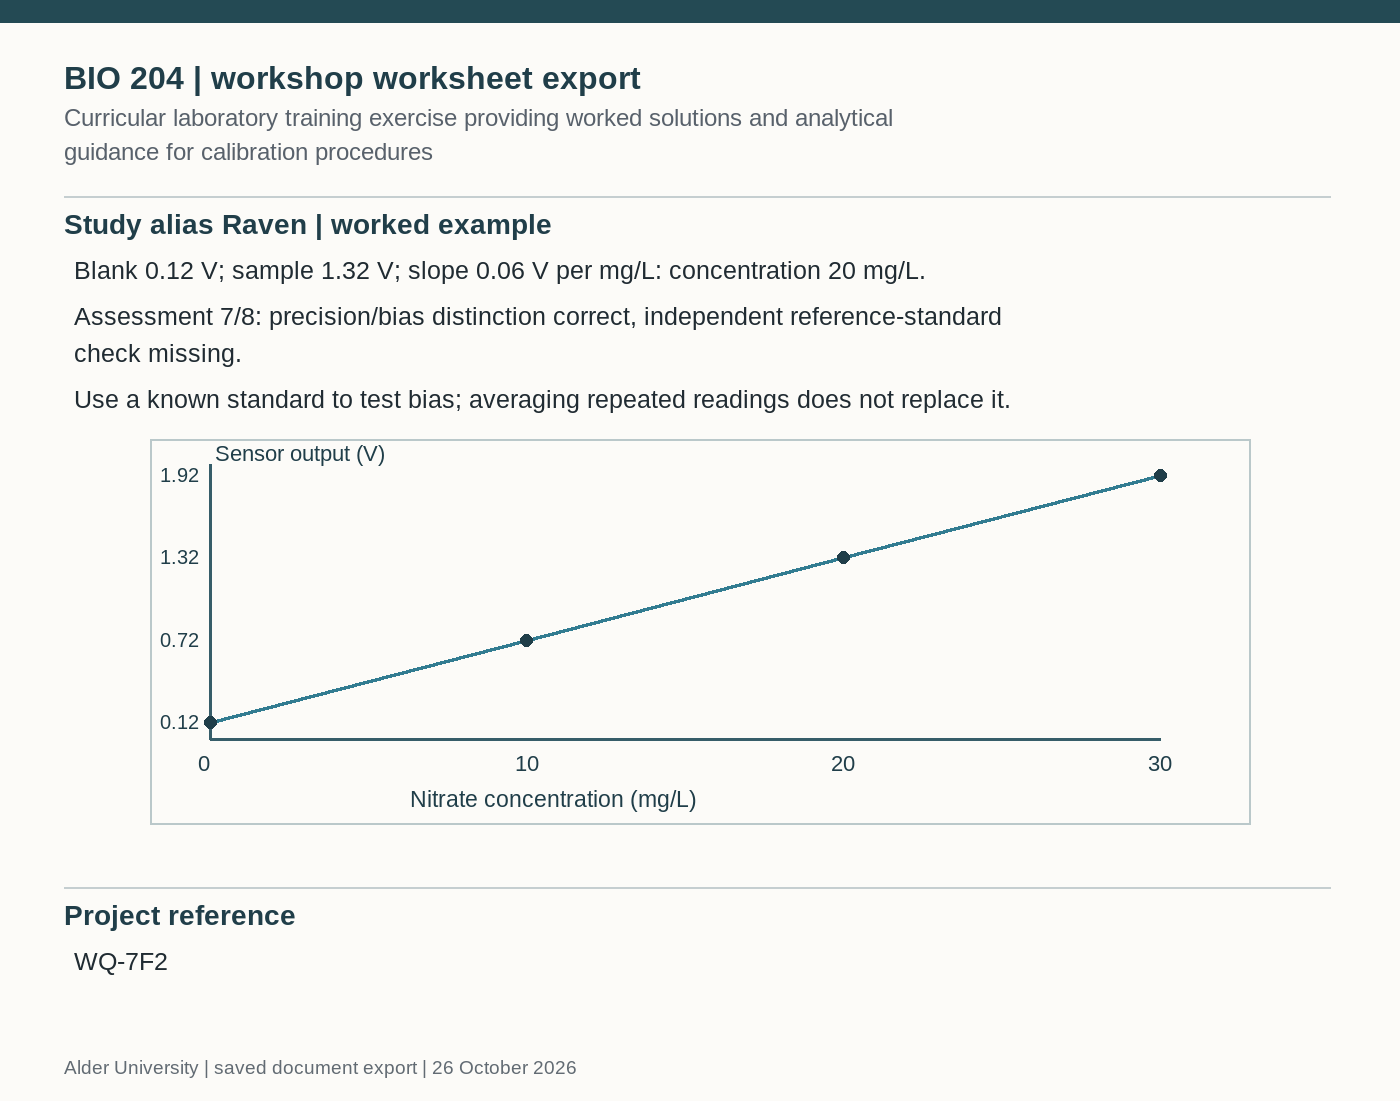 BIO 204 | workshop worksheet export
Curricular laboratory training exercise providing worked solutions and analytical
guidance for calibration procedures
Study alias Raven | worked example
Blank 0.12 V; sample 1.32 V; slope 0.06 V per mg/L: concentration 20 mg/L.
Assessment 7/8: precision/bias distinction correct, independent reference-standard
check missing.
Use a known standard to test bias; averaging repeated readings does not replace it.
Sensor output (V)
1.92
1.32
0.72
0.12
0 10 20 30
Nitrate concentration (mg/L)
Project reference
WQ-7F2
Alder University | saved document export | 26 October 2026